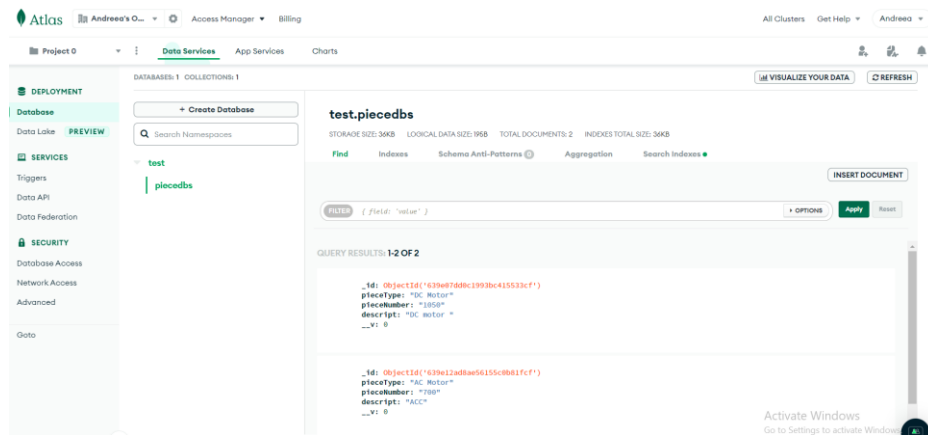 Atlas
Andreea's O...
Access Manager
Billing
All Clusters
Get Help
Andreea
Project 0
Data Services
App Services
Charts
DEPLOYMENT
Database
Data Lake PREVIEW
SERVICES
Triggers
Data API
Data Federation
SECURITY
Database Access
Network Access
Advanced
Goto
DATABASES: 1 COLLECTIONS: 1
VISUALIZE YOUR DATA
REFRESH
+ Create Database
Search Namespaces
test
piecedbs
test.piecedbs
STORAGE SIZE: 36KB LOGICAL DATA SIZE: 195B TOTAL DOCUMENTS: 2 INDEXES TOTAL SIZE: 36KB
Find
Indexes
Schema Anti-Patterns 0
Aggregation
Search Indexes
INSERT DOCUMENT
FILTER { field: 'value' }
OPTIONS
Apply
Reset
QUERY RESULTS: 1-2 OF 2
_id: ObjectId('639e07dd0c1993bc415533cf')
pieceType: "DC Motor"
pieceNumber: "1050"
descript: "DC motor "
__v: 0
_id: ObjectId('639e12ad8ae56155c0b81fcf')
pieceType: "AC Motor"
pieceNumber: "700"
descript: "ACC"
__v: 0
Activate Windows
Go to Settings to activate Windows